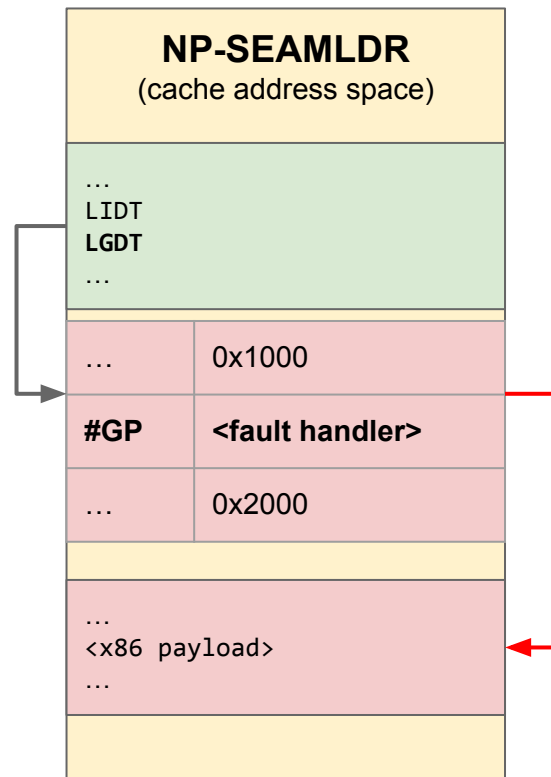 NP-SEAMLDR
(cache address space)
…
LIDT
LGDT
…
… 0x1000
#GP <fault handler>
… 0x2000
…
<x86 payload>
…